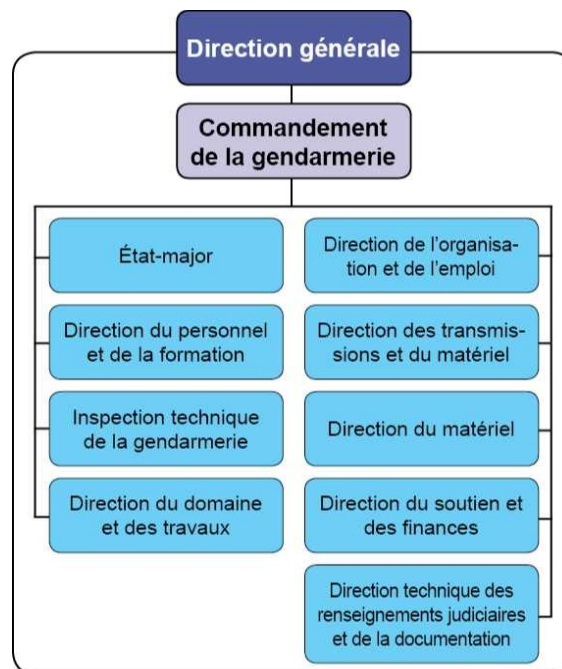 Direction générale
Commandement
de la gendarmerie
État-major
Direction du personnel
et de la formation
Inspection technique
de la gendarmerie
Direction du domaine
et des travaux
Direction de l'organisa-
tion et de l'emploi
Direction des transmis-
sions et du matériel
Direction du matériel
Direction du soutien et
des finances
Direction technique des
renseignements judiciaires
et de la documentation